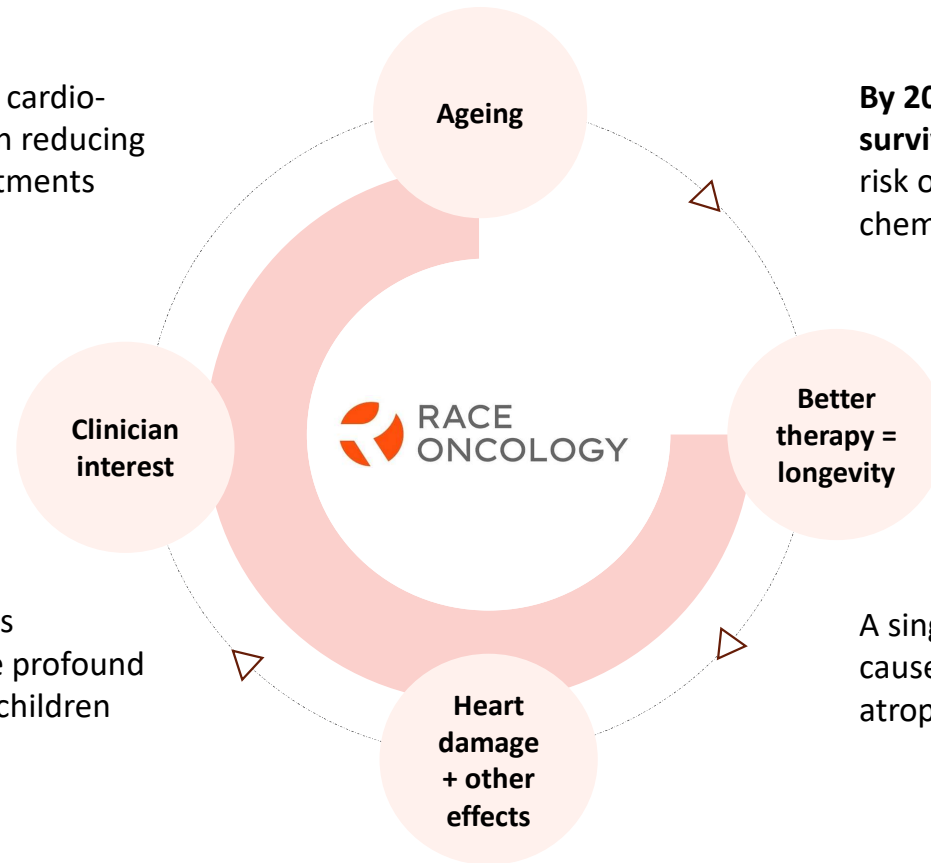 cardio-
reducing
tments
Ageing
By 20
survi
risk o
chem
Clinician
interest
RACE
ONCOLOGY
Better
therapy =
longevity
s
profound
children
Heart
damage
+ other
effects
A sing
cause
atrop